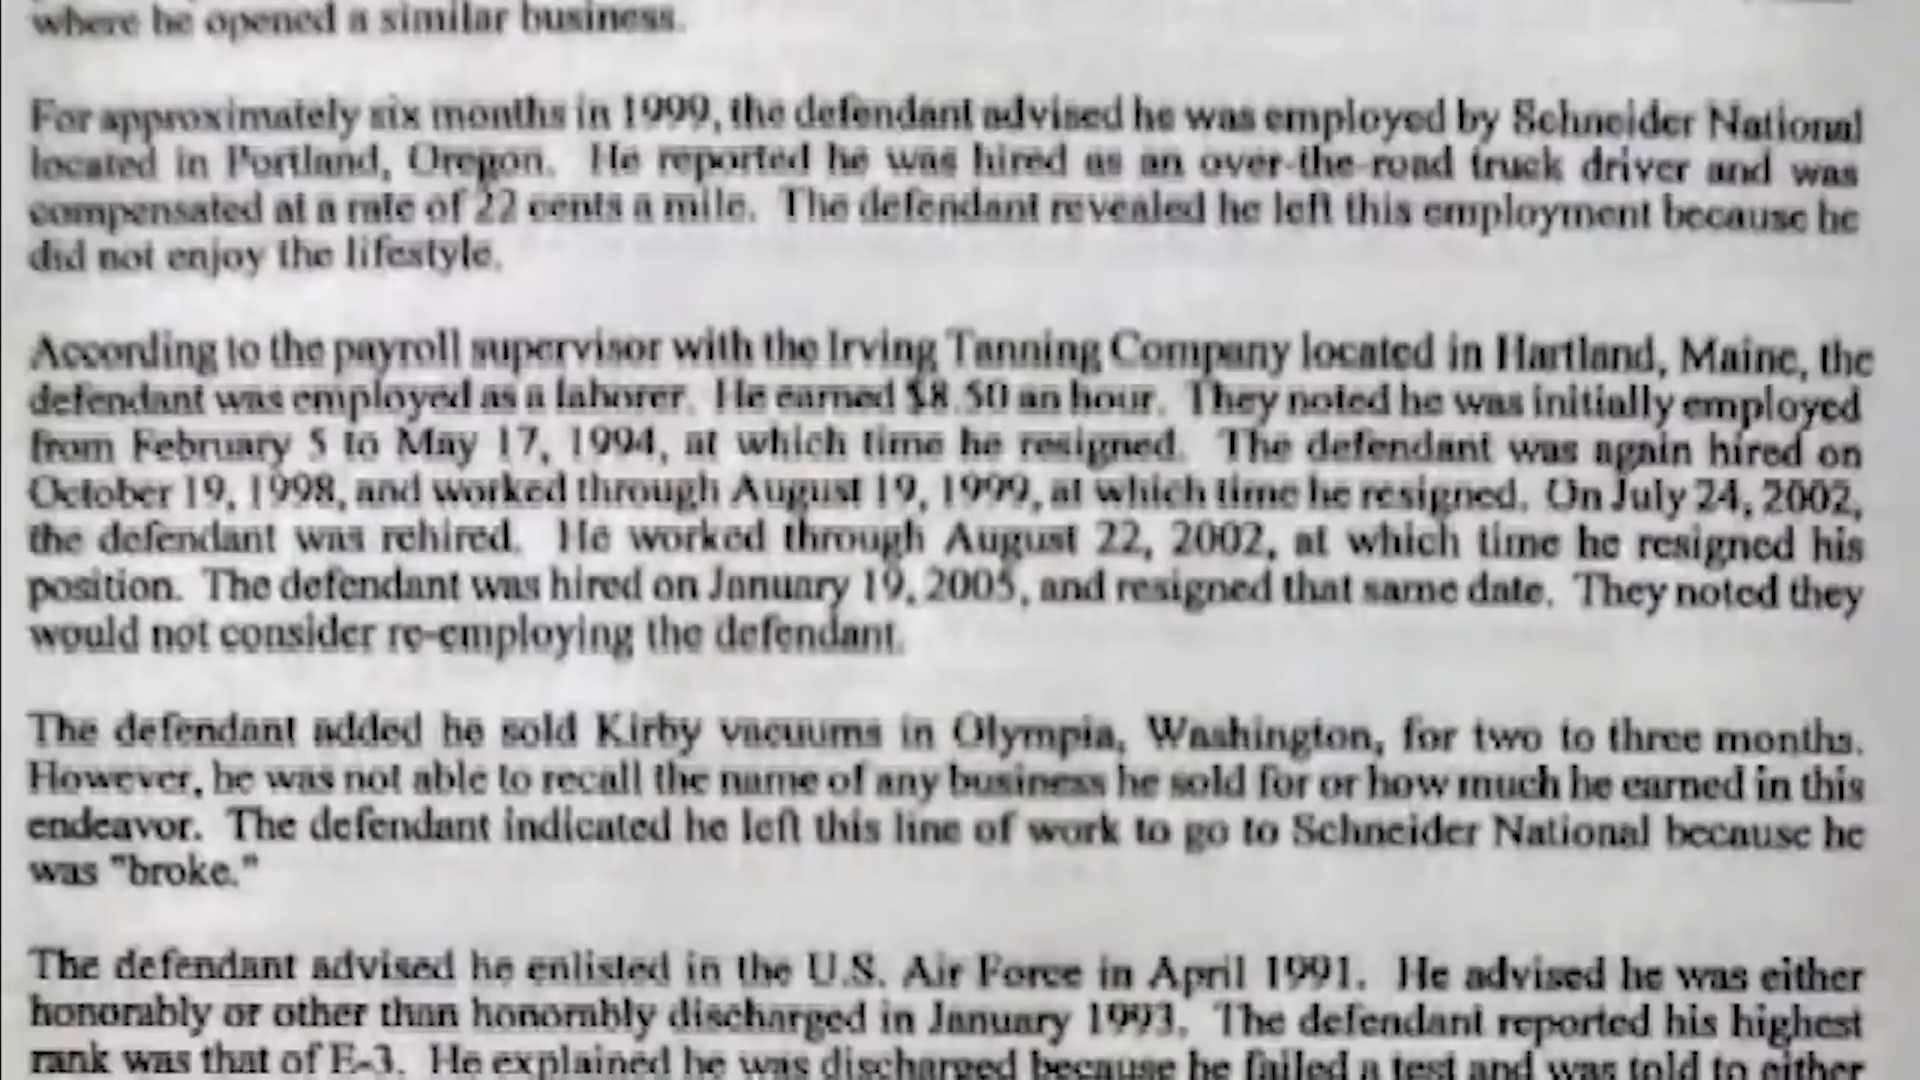 where he opened a similar business.
For approximately six months in 1999, the defendant advised he was employed by Schneider National
located in Portland, Oregon. He reported he was hired as an over-the-road truck driver and was
compensated at a rate of 22 cents a mile. The defendant revealed he left this employment because he
did not enjoy the lifestyle.
According to the payroll supervisor with the Irving Tanning Company located in Hartland, Maine, the
defendant was employed as a laborer. He earned $8.50 an hour. They noted he was initially employed
from February 5 to May 17, 1994, at which time he resigned. The defendant was again hired on
October 19, 1998, and worked through August 19, 1999, at which time he resigned. On July 24, 2002,
the defendant was rehired. He worked through August 22, 2002, at which time he resigned his
position. The defendant was hired on January 19, 2005, and resigned that same date. They noted they
would not consider re-employing the defendant.
The defendant added he sold Kirby vacuums in Olympia, Washington, for two to three months.
However, he was not able to recall the name of any business he sold for or how much he earned in this
endeavor. The defendant indicated he left this line of work to go to Schneider National because he
was "broke."
The defendant advised he enlisted in the U.S. Air Force in April 1991. He advised he was either
honorably or other than honorably discharged in January 1993. The defendant reported his highest
rank was that of E-3. He explained he was discharged because he failed a test and was told to either